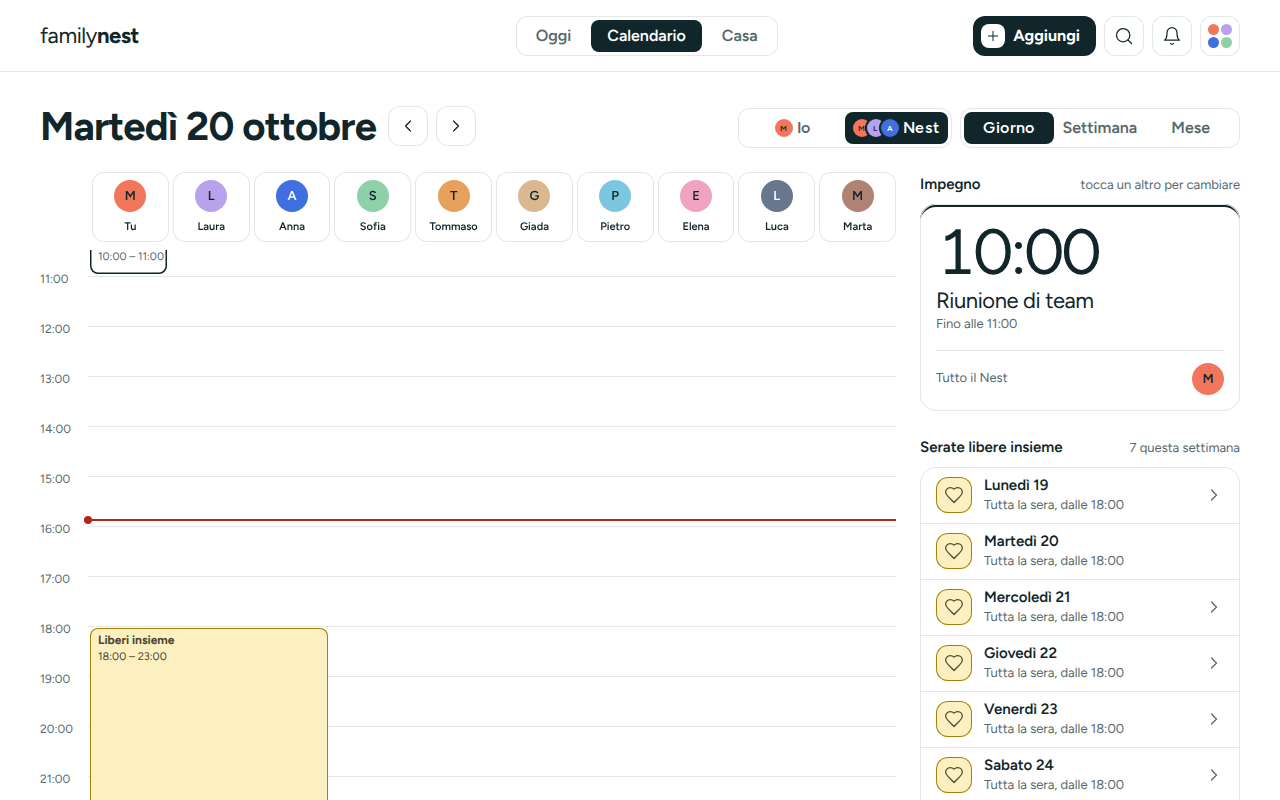 familynest
Oggi
Calendario
Casa
Aggiungi
Martedì 20 ottobre
M Io
M L A Nest
Giorno
Settimana
Mese
M
Tu
L
Laura
A
Anna
S
Sofia
T
Tommaso
G
Giada
P
Pietro
E
Elena
L
Luca
M
Marta
10:00 – 11:00
11:00
12:00
13:00
14:00
15:00
16:00
17:00
18:00
19:00
20:00
21:00
Liberi insieme
18:00 – 23:00
Impegno
tocca un altro per cambiare
10:00
Riunione di team
Fino alle 11:00
Tutto il Nest
M
Serate libere insieme
7 questa settimana
Lunedì 19
Tutta la sera, dalle 18:00
Martedì 20
Tutta la sera, dalle 18:00
Mercoledì 21
Tutta la sera, dalle 18:00
Giovedì 22
Tutta la sera, dalle 18:00
Venerdì 23
Tutta la sera, dalle 18:00
Sabato 24
Tutta la sera, dalle 18:00